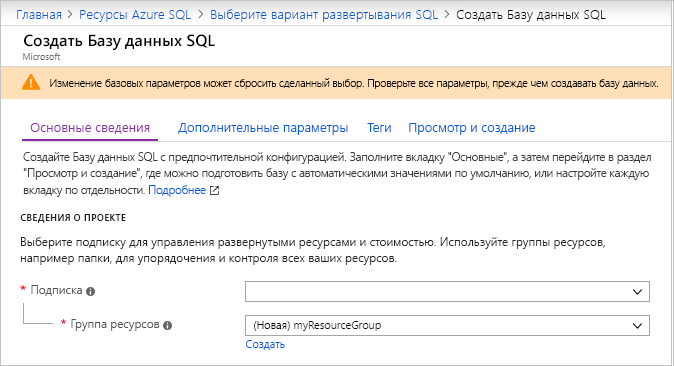 Главная > Ресурсы Azure SQL > Выберите вариант развертывания SQL > Создать Базу данных SQL
Создать Базу данных SQL
Microsoft
Изменение базовых параметров может сбросить сделанный выбор. Проверьте все параметры, прежде чем создавать базу данных.
Основные сведения Дополнительные параметры Теги Просмотр и создание
Создайте Базу данных SQL с предпочтительной конфигурацией. Заполните вкладку "Основные", а затем перейдите в раздел
"Просмотр и создание", где можно подготовить базу с автоматическими значениями по умолчанию, или настройте каждую
вкладку по отдельности. Подробнее
СВЕДЕНИЯ О ПРОЕКТЕ
Выберите подписку для управления развернутыми ресурсами и стоимостью. Используйте группы ресурсов,
например папки, для упорядочения и контроля всех ваших ресурсов.
* Подписка
* Группа ресурсов (Новая) myResourceGroup
Создать